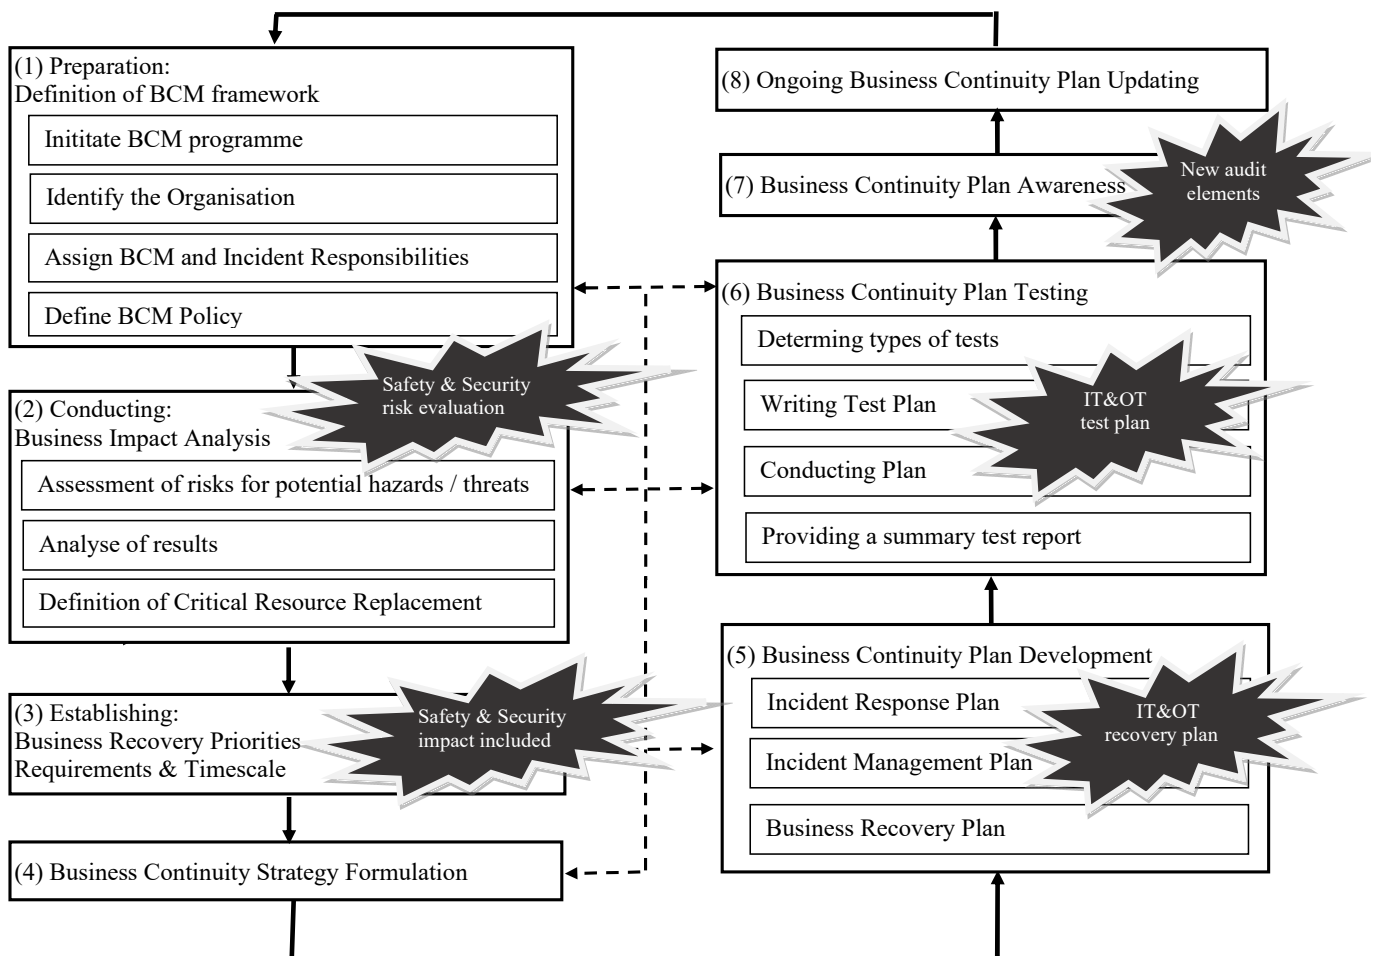 (1) Preparation:
Definition of BCM framework
Inititate BCM programme
Identify the Organisation
Assign BCM and Incident Responsibilities
Define BCM Policy
Safety & Security
risk evaluation
(2) Conducting:
Business Impact Analysis
Assessment of risks for potential hazards / threats
Analyse of results
Definition of Critical Resource Replacement
(3) Establishing:
Business Recovery Priorities
Requirements & Timescale
Safety & Security
impact included
(4) Business Continuity Strategy Formulation
(8) Ongoing Business Continuity Plan Updating
(7) Business Continuity Plan Awareness
New audit
elements
(6) Business Continuity Plan Testing
Determing types of tests
Writing Test Plan
Conducting Plan
Providing a summary test report
IT&OT
test plan
(5) Business Continuity Plan Development
Incident Response Plan
Incident Management Plan
Business Recovery Plan
IT&OT
recovery plan